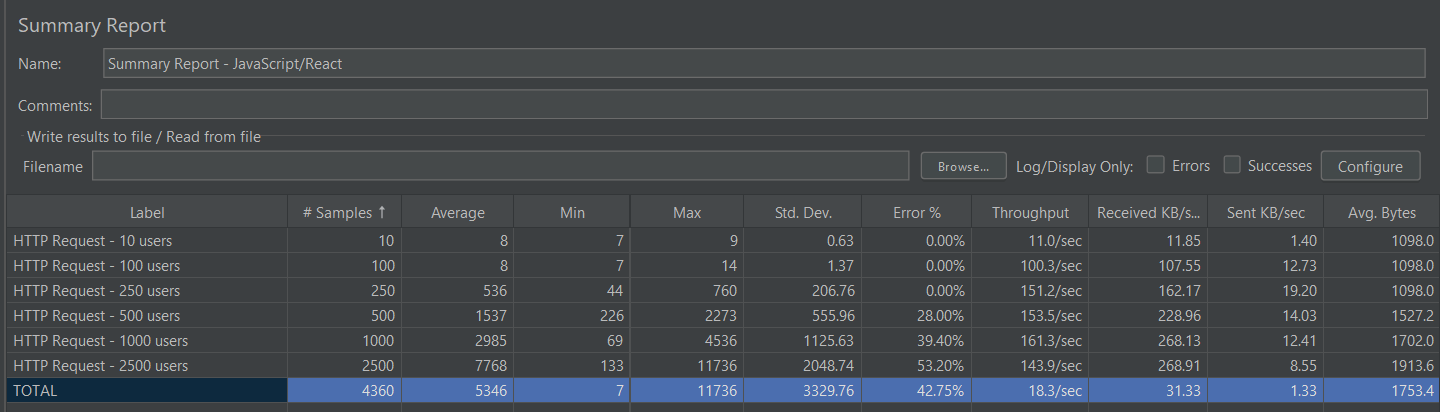 Summary Report
Name: Summary Report - JavaScript/React
Comments:
Write results to file / Read from file
Filename Browse... Log/Display Only: Errors Successes Configure
Label # Samples ↑ Average Min Max Std. Dev. Error % Throughput Received KB/s... Sent KB/sec Avg. Bytes
HTTP Request - 10 users 10 8 7 9 0.63 0.00% 11.0/sec 11.85 1.40 1098.0
HTTP Request - 100 users 100 8 7 14 1.37 0.00% 100.3/sec 107.55 12.73 1098.0
HTTP Request - 250 users 250 536 44 760 206.76 0.00% 151.2/sec 162.17 19.20 1098.0
HTTP Request - 500 users 500 1537 226 2273 555.96 28.00% 153.5/sec 228.96 14.03 1527.2
HTTP Request - 1000 users 1000 2985 69 4536 1125.63 39.40% 161.3/sec 268.13 12.41 1702.0
HTTP Request - 2500 users 2500 7768 133 11736 2048.74 53.20% 143.9/sec 268.91 8.55 1913.6
TOTAL 4360 5346 7 11736 3329.76 42.75% 18.3/sec 31.33 1.33 1753.4